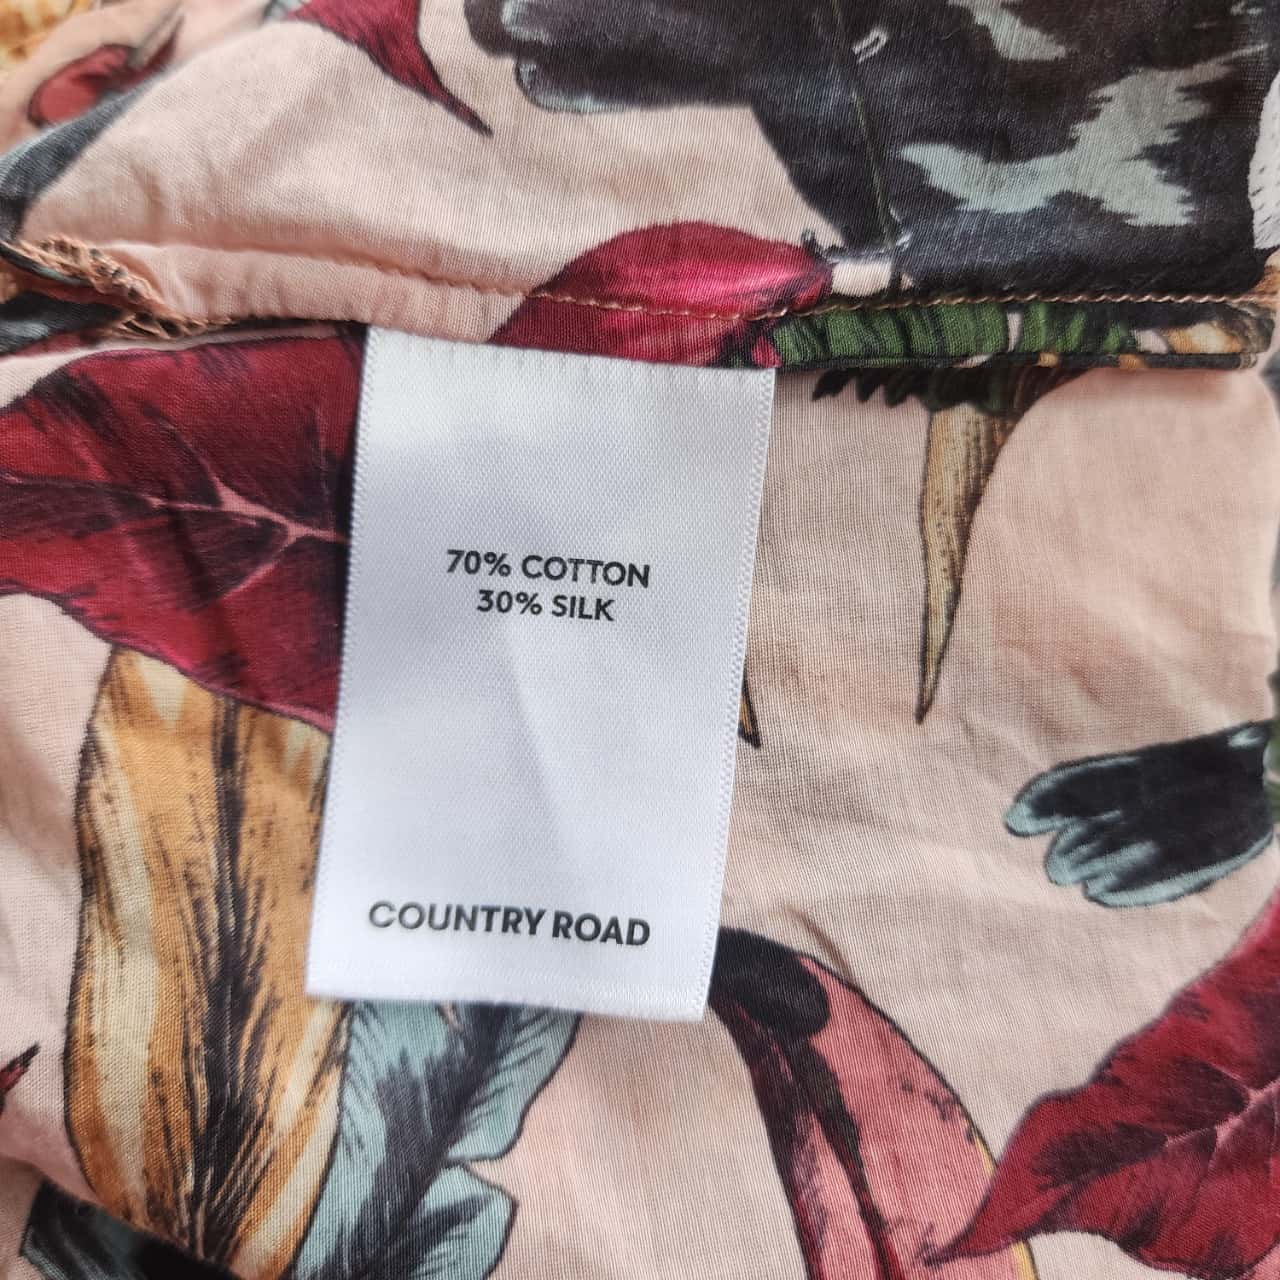 70% COTTON
30% SILK
COUNTRY ROAD